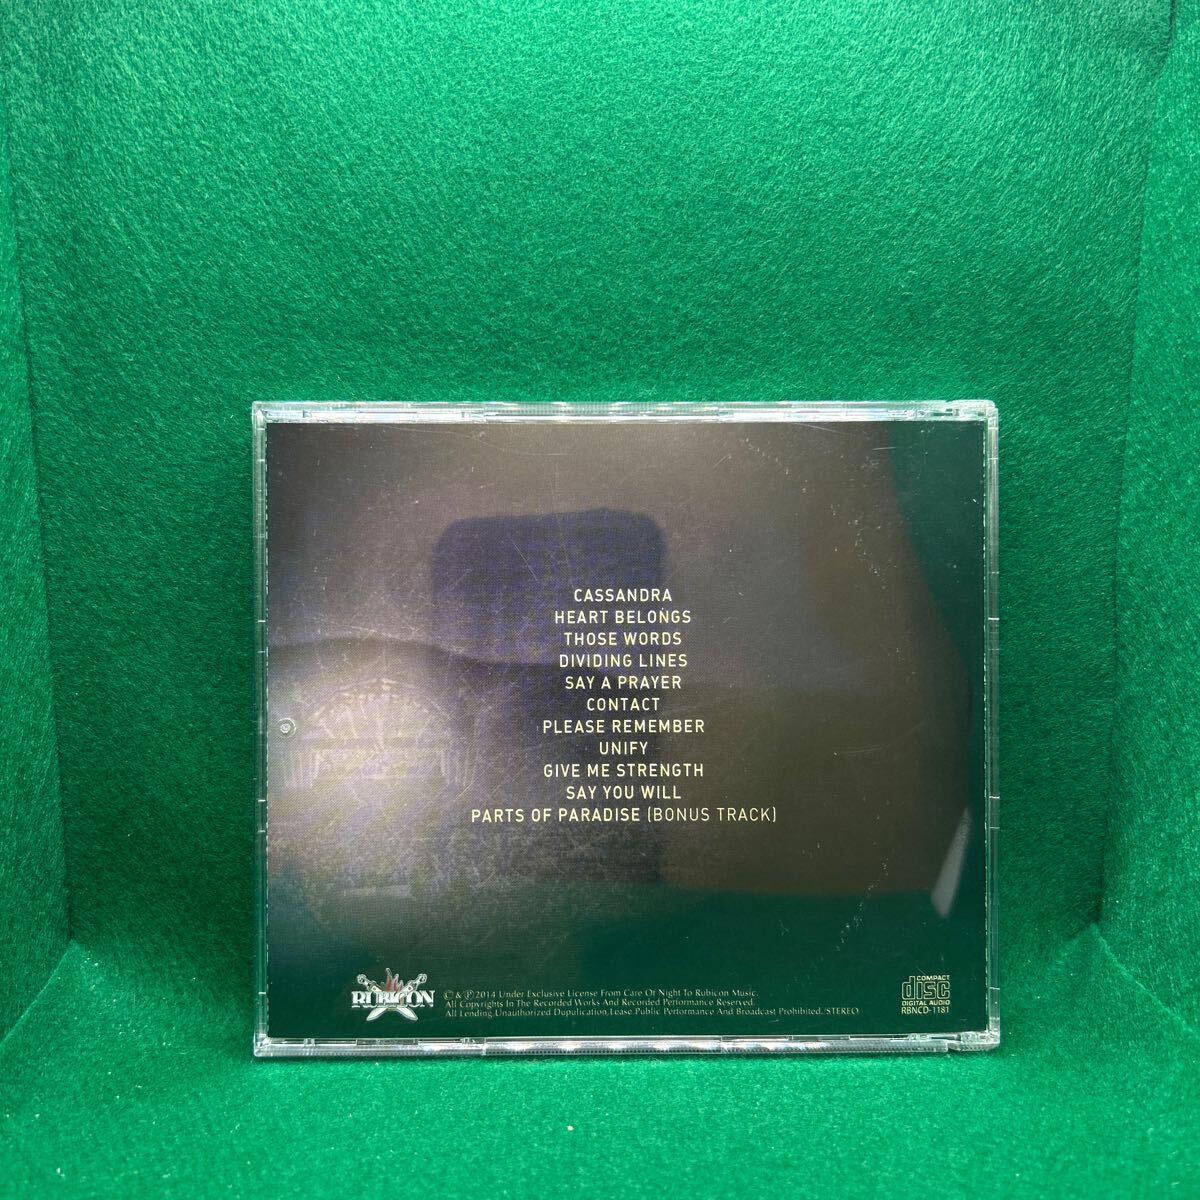 CASSANDRA
HEART BELONGS
THOSE WORDS
DIVIDING LINES
SAY A PRAYER
CONTACT
PLEASE REMEMBER
UNIFY
GIVE ME STRENGTH
SAY YOU WILL
PARTS OF PARADISE (BONUS TRACK)
RUBICON
© & ℗2014 Under Exclusive License From Care Of Night To Rubicon Music.
All Copyrights In The Recorded Works And Recorded Performance Reserved.
All Lending.Unauthorized Dupulication,Lease.Public Performance And Broadcast Prohibited./STEREO
COMPACT
disc
DIGITAL AUDIO
RBNCD-1181